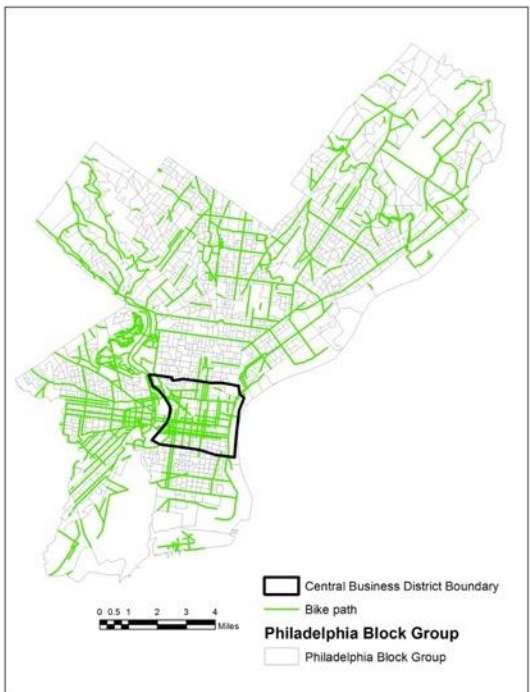 Central Business District Boundary
Bike path
Philadelphia Block Group
Philadelphia Block Group
0 0.5 1 2 3 4
Miles